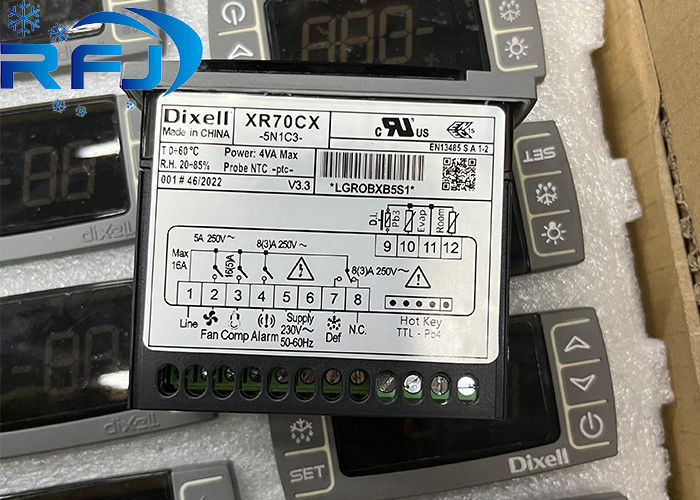 RFJ
Dixell XR70CX
Made in CHINA -5N1C3-
c RU US
EN13485 S A 1-2
T 0÷60°C Power: 4VA Max
R.H. 20÷85% Probe NTC -ptc-
001 # 46/2022 V3.3
*LGROBXB5S1*
D.I. Pb3 Evap Room
9 10 11 12
5A 250V~ 8(3)A 250V~
Max 16A 16(5)A 8(3)A 250V~
1 2 3 4 5 6 7 8
Line Fan Comp Alarm Supply Def N.C.
230V~
50-60Hz
Hot Key
TTL - Pb4
SET
dixell
dixell
SET
Dixell